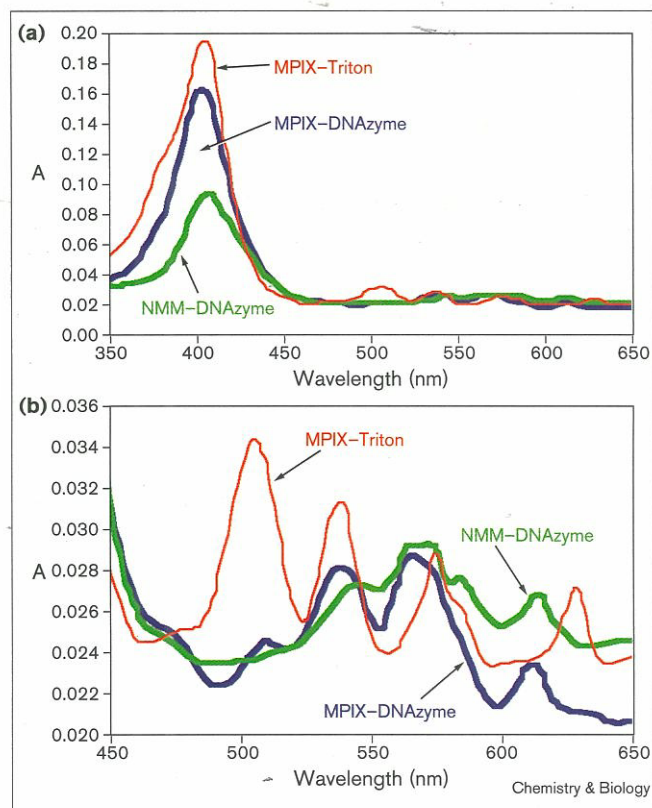 (a)
0.20
0.18
0.16
0.14
0.12
A
0.10
0.08
0.06
0.04
0.02
0.00
MPIX–Triton
MPIX–DNAzyme
NMM–DNAzyme
350 400 450 500 550 600 650
Wavelength (nm)
(b)
0.036
0.034
0.032
0.030
A
0.028
0.026
0.024
0.022
0.020
MPIX–Triton
NMM–DNAzyme
MPIX–DNAzyme
450 500 550 600 650
Wavelength (nm)
Chemistry & Biology